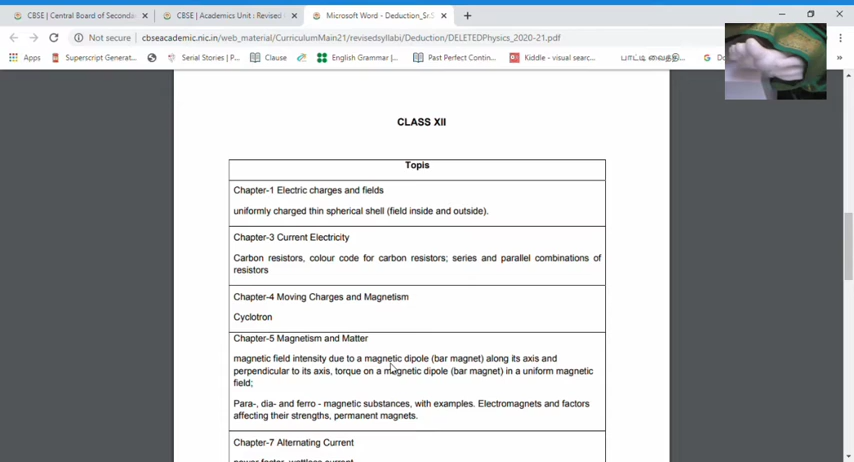 CBSE | Central Board of Seconda
CBSE | Academics Unit : Revised
Microsoft Word - Deduction_Sr.S
Not secure | cbseacademic.nic.in/web_material/CurriculumMain21/revisedsyllabi/Deduction/DELETEDPhysics_2020-21.pdf
Apps Superscript Generat... Serial Stories | P... Clause English Grammar |... Past Perfect Contin... Kiddle - visual searc... பாட்டி வைத்தி...
CLASS XII
Topis
Chapter-1 Electric charges and fields
uniformly charged thin spherical shell (field inside and outside).
Chapter-3 Current Electricity
Carbon resistors, colour code for carbon resistors; series and parallel combinations of
resistors
Chapter-4 Moving Charges and Magnetism
Cyclotron
Chapter-5 Magnetism and Matter
magnetic field intensity due to a magnetic dipole (bar magnet) along its axis and
perpendicular to its axis, torque on a magnetic dipole (bar magnet) in a uniform magnetic
field;
Para-, dia- and ferro - magnetic substances, with examples. Electromagnets and factors
affecting their strengths, permanent magnets.
Chapter-7 Alternating Current
power factor, wattless current